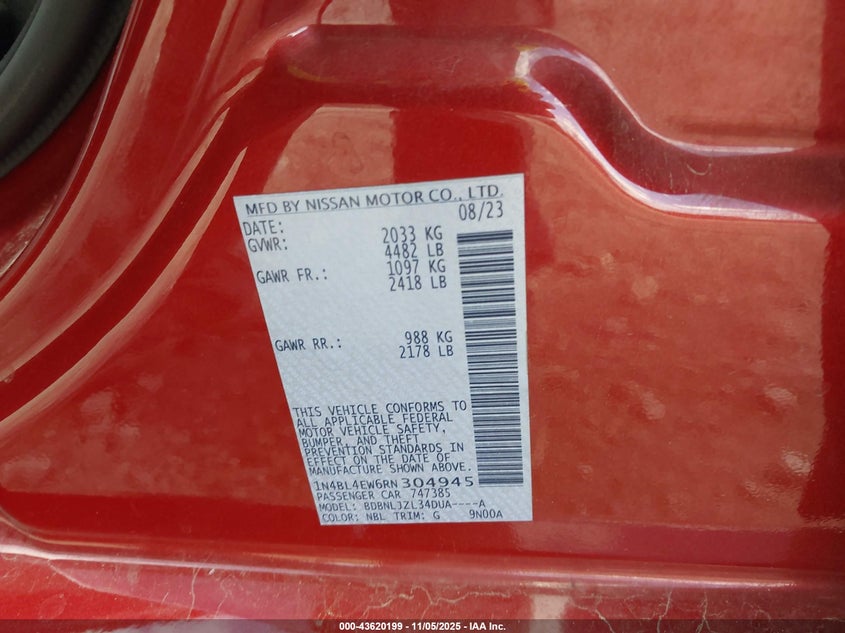 MFD BY NISSAN MOTOR CO., LTD.
DATE: 08/23
GVWR: 2033 KG
4482 LB
GAWR FR.: 1097 KG
2418 LB
GAWR RR.: 988 KG
2178 LB
THIS VEHICLE CONFORMS TO
ALL APPLICABLE FEDERAL
MOTOR VEHICLE SAFETY,
BUMPER, AND THEFT
PREVENTION STANDARDS IN
EFFECT ON THE DATE OF
MANUFACTURE SHOWN ABOVE.
1N4BL4EW6RN304945
PASSENGER CAR 747385
MODEL: BDBNLJZL34DUA----A
COLOR: NBL TRIM: G 9N00A
000-43620199 - 11/05/2025 - IAA Inc.